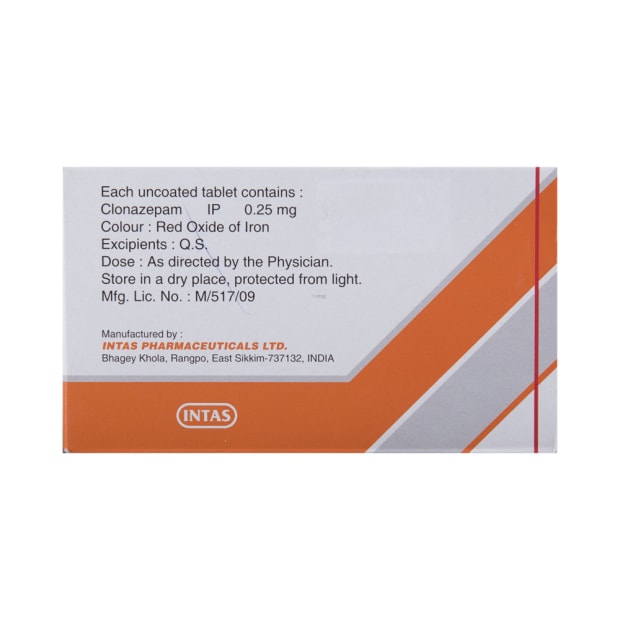 Each uncoated tablet contains :
Clonazepam IP 0.25 mg
Colour : Red Oxide of Iron
Excipients : Q.S.
Dose : As directed by the Physician.
Store in a dry place, protected from light.
Mfg. Lic. No. : M/517/09
Manufactured by :
INTAS PHARMACEUTICALS LTD.
Bhagey Khola, Rangpo, East Sikkim-737132, INDIA
INTAS